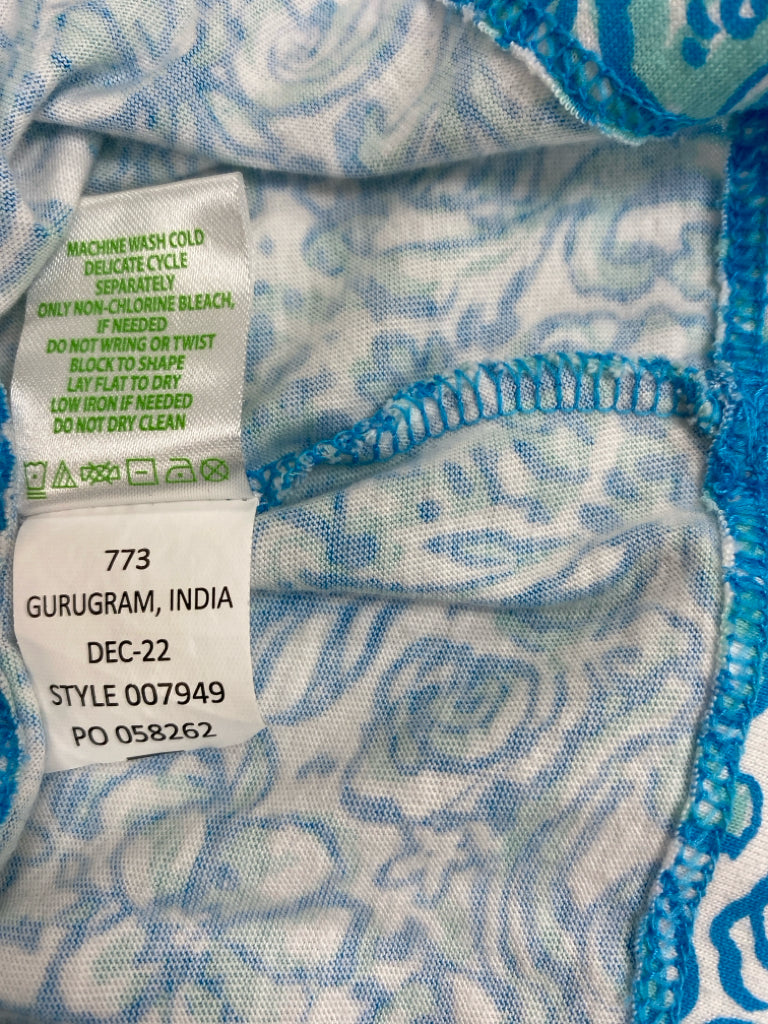 MACHINE WASH COLD
DELICATE CYCLE
SEPARATELY
ONLY NON-CHLORINE BLEACH,
IF NEEDED
DO NOT WRING OR TWIST
BLOCK TO SHAPE
LAY FLAT TO DRY
LOW IRON IF NEEDED
DO NOT DRY CLEAN
773
GURUGRAM, INDIA
DEC-22
STYLE 007949
PO 058262